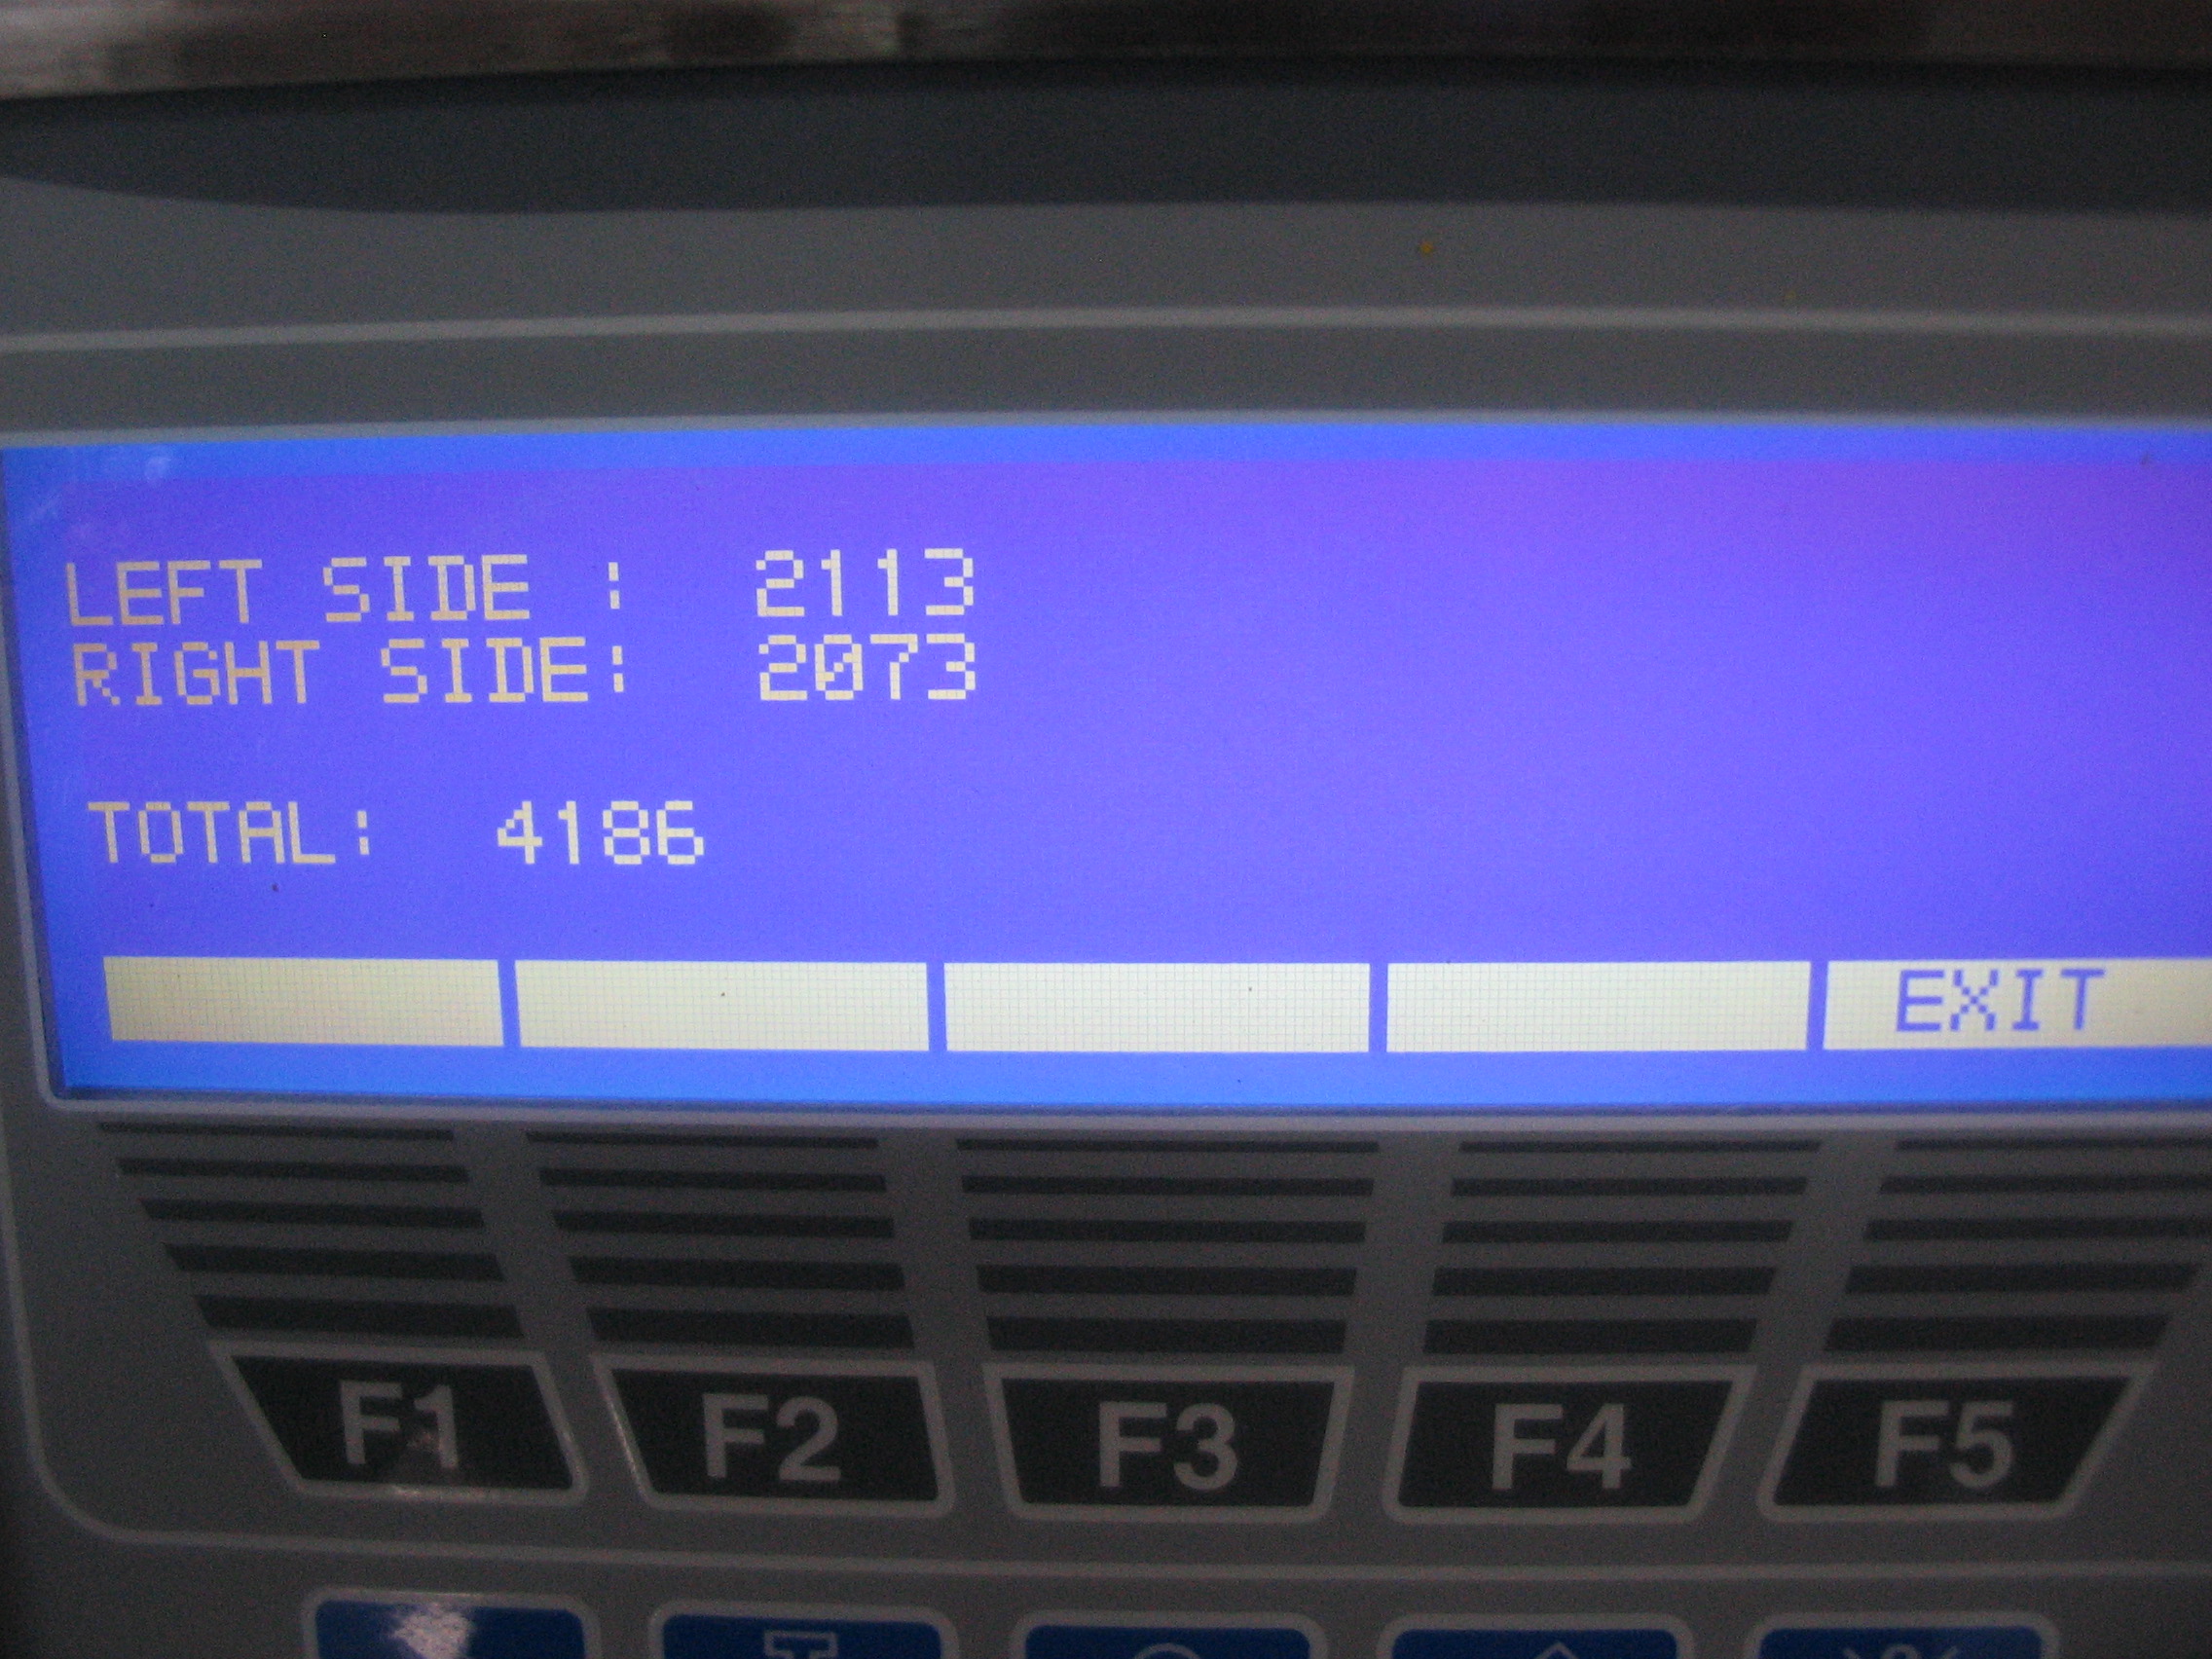 LEFT SIDE : 2113
RIGHT SIDE: 2073
TOTAL: 4186
EXIT
F1 F2 F3 F4 F5